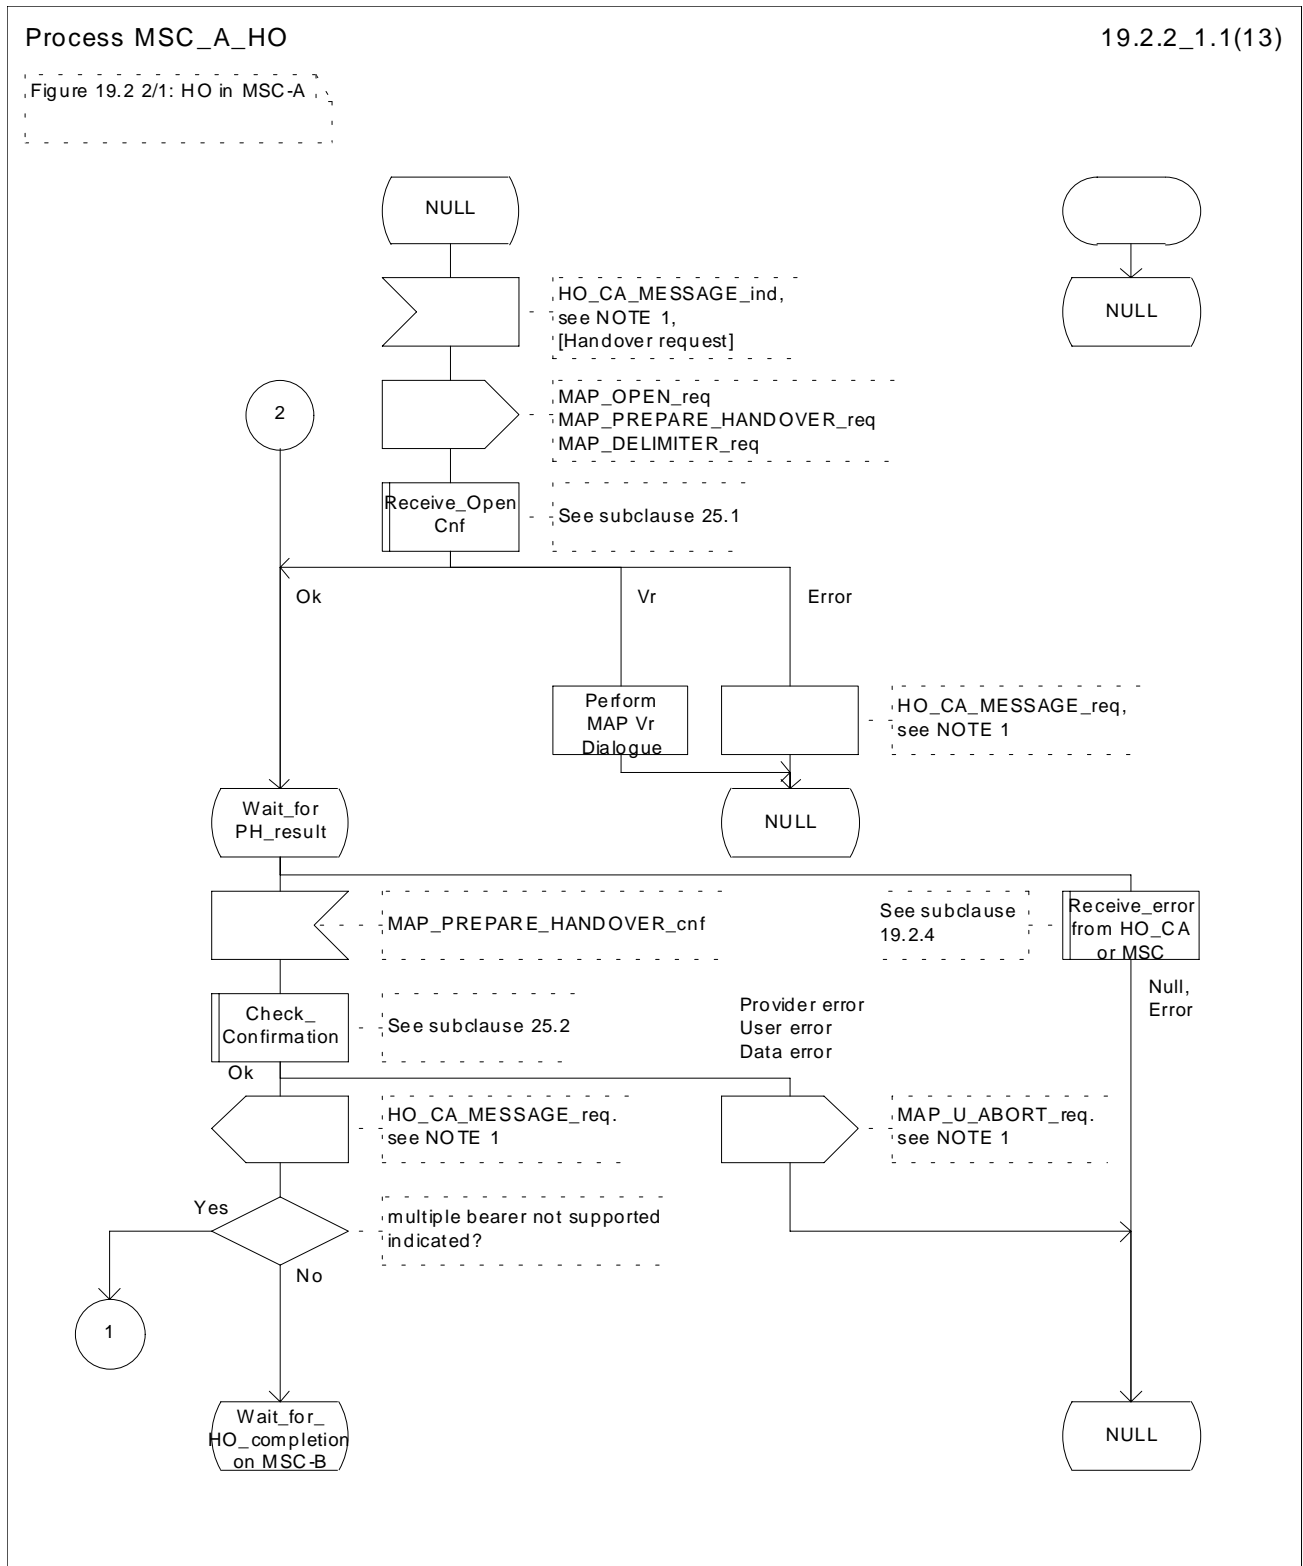 Process MSC_A_HO
19.2.2_1.1(13)
Figure 19.2 2/1: HO in MSC-A
NULL
HO_CA_MESSAGE_ind,
see NOTE 1,
[Handover request]
NULL
2
MAP_OPEN_req
MAP_PREPARE_HANDOVER_req
MAP_DELIMITER_req
Receive_Open
Cnf
See subclause 25.1
Ok
Vr
Error
Perform
MAP Vr
Dialogue
HO_CA_MESSAGE_req,
see NOTE 1
Wait_for
PH_result
NULL
MAP_PREPARE_HANDOVER_cnf
See subclause
19.2.4
Receive_error
from HO_CA
or MSC
Null,
Error
Check_
Confirmation
See subclause 25.2
Provider error
User error
Data error
Ok
HO_CA_MESSAGE_req.
see NOTE 1
MAP_U_ABORT_req.
see NOTE 1
Yes
multiple bearer not supported
indicated?
No
1
Wait_for_
HO_completion
on MSC-B
NULL